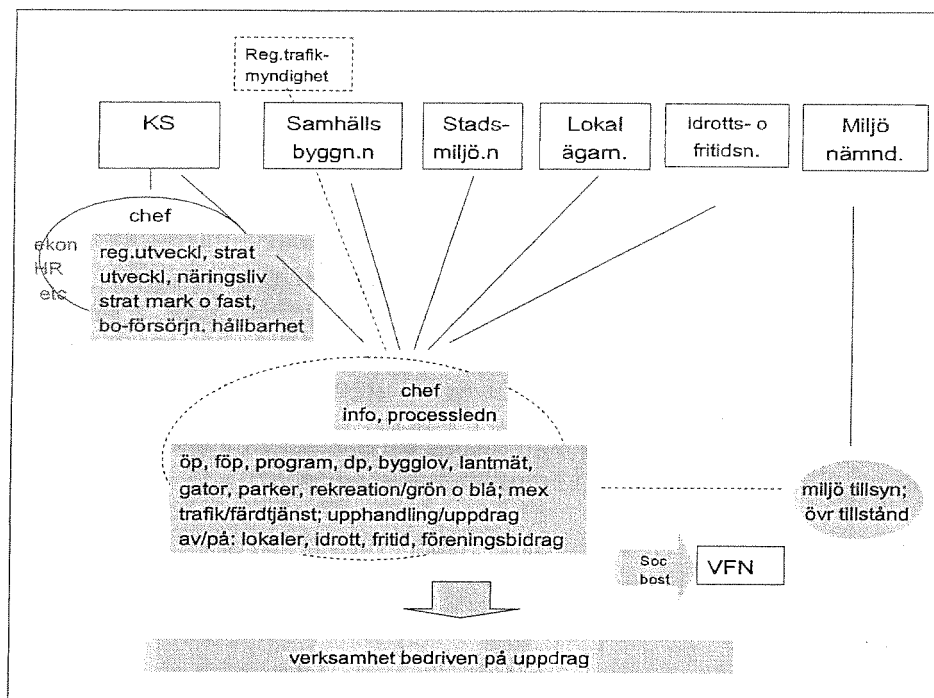 Reg.trafik-
myndighet
KS
Samhälls
byggn.n
Stads-
miljö.n
Lokal
ägarn.
Idrotts- o
fritidsn.
Miljö
nämnd.
chef
ekon
HR
etc
reg.utveckl, strat
utveckl, näringsliv
strat mark o fast,
bo-försörjn. hållbarhet
chef
info, processledn
öp, föp, program, dp, bygglov, lantmät,
gator, parker, rekreation/grön o blå; mex
trafik/färdtjänst; upphandling/uppdrag
av/på: lokaler, idrott, fritid, föreningsbidrag
miljö tillsyn;
övr tillstånd
Soc
bost
VFN
verksamhet bedriven på uppdrag